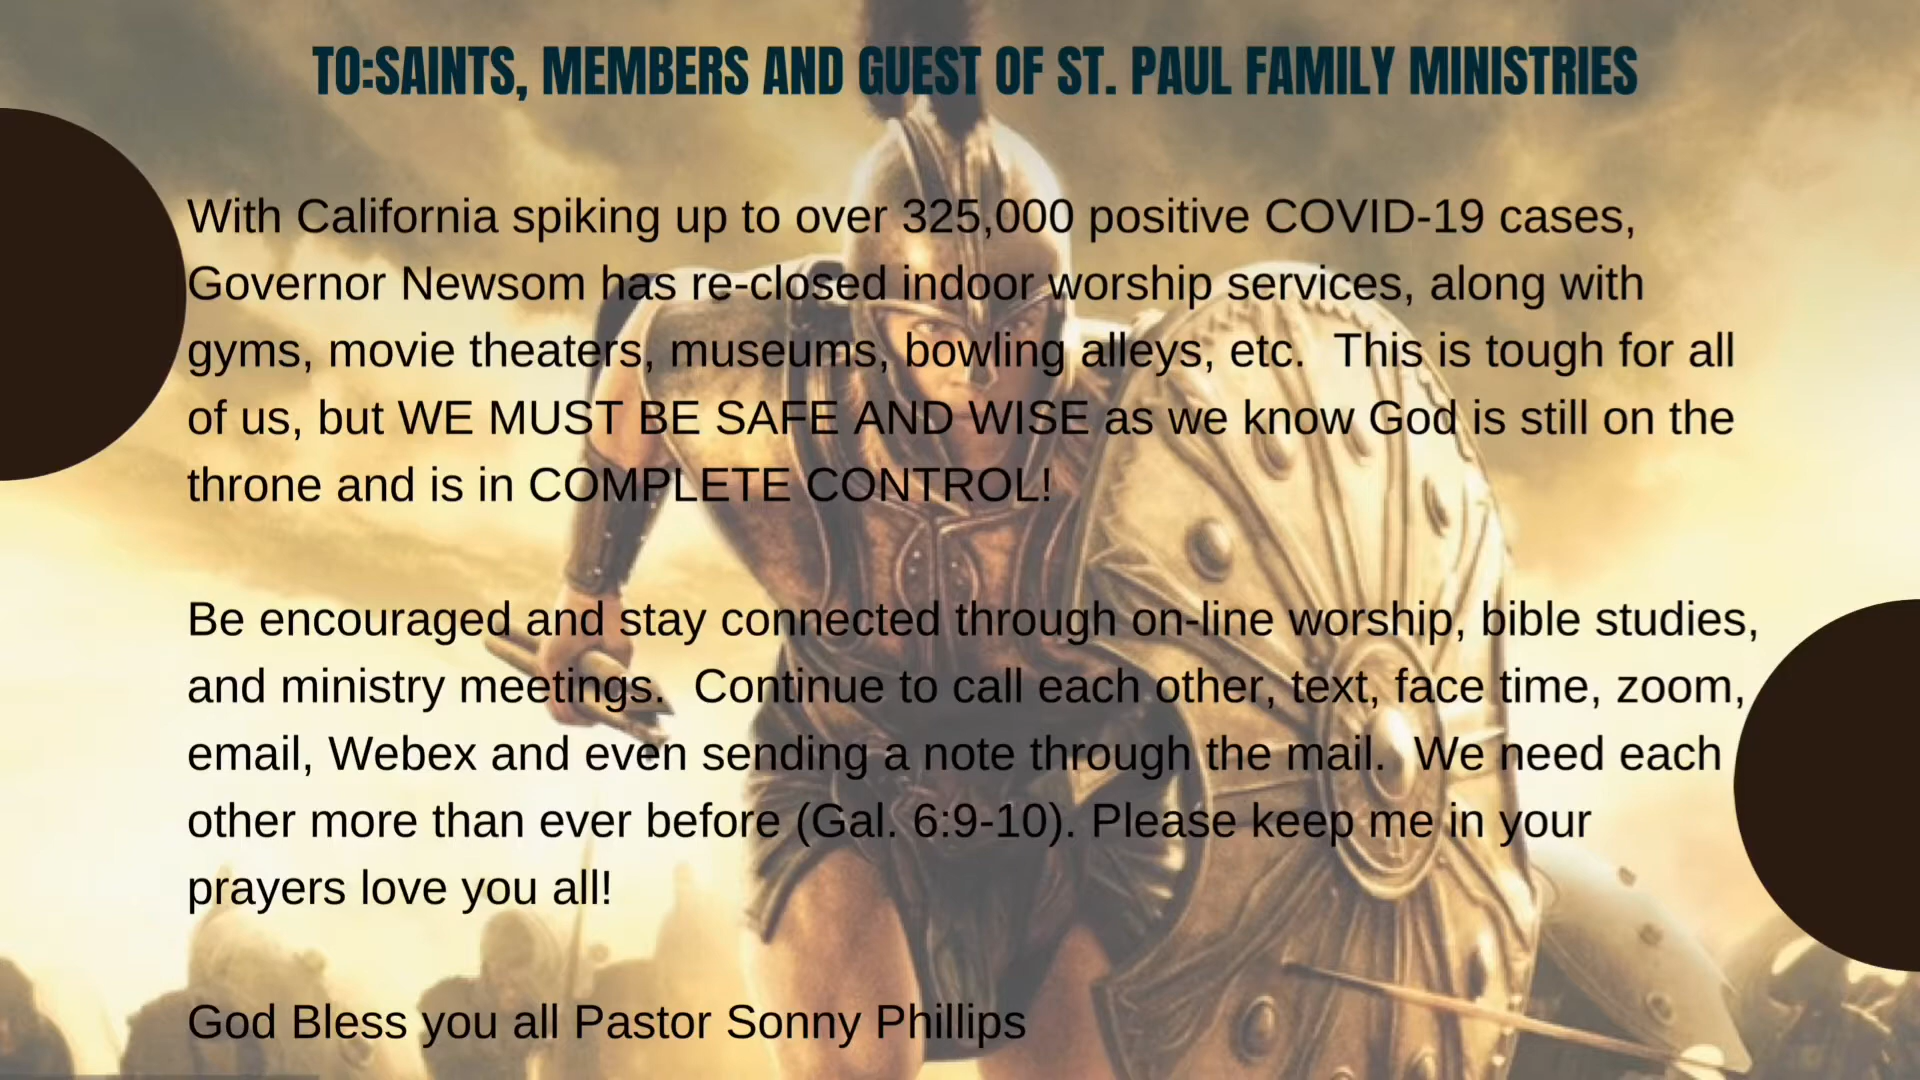 TO:SAINTS, MEMBERS AND GUEST OF ST. PAUL FAMILY MINISTRIES
With California spiking up to over 325,000 positive COVID-19 cases,
Governor Newsom has re-closed indoor worship services, along with
gyms, movie theaters, museums, bowling alleys, etc.  This is tough for all
of us, but WE MUST BE SAFE AND WISE as we know God is still on the
throne and is in COMPLETE CONTROL!
Be encouraged and stay connected through on-line worship, bible studies,
and ministry meetings.  Continue to call each other, text, face time, zoom,
email, Webex and even sending a note through the mail.  We need each
other more than ever before (Gal. 6:9-10). Please keep me in your
prayers love you all!
God Bless you all Pastor Sonny Phillips